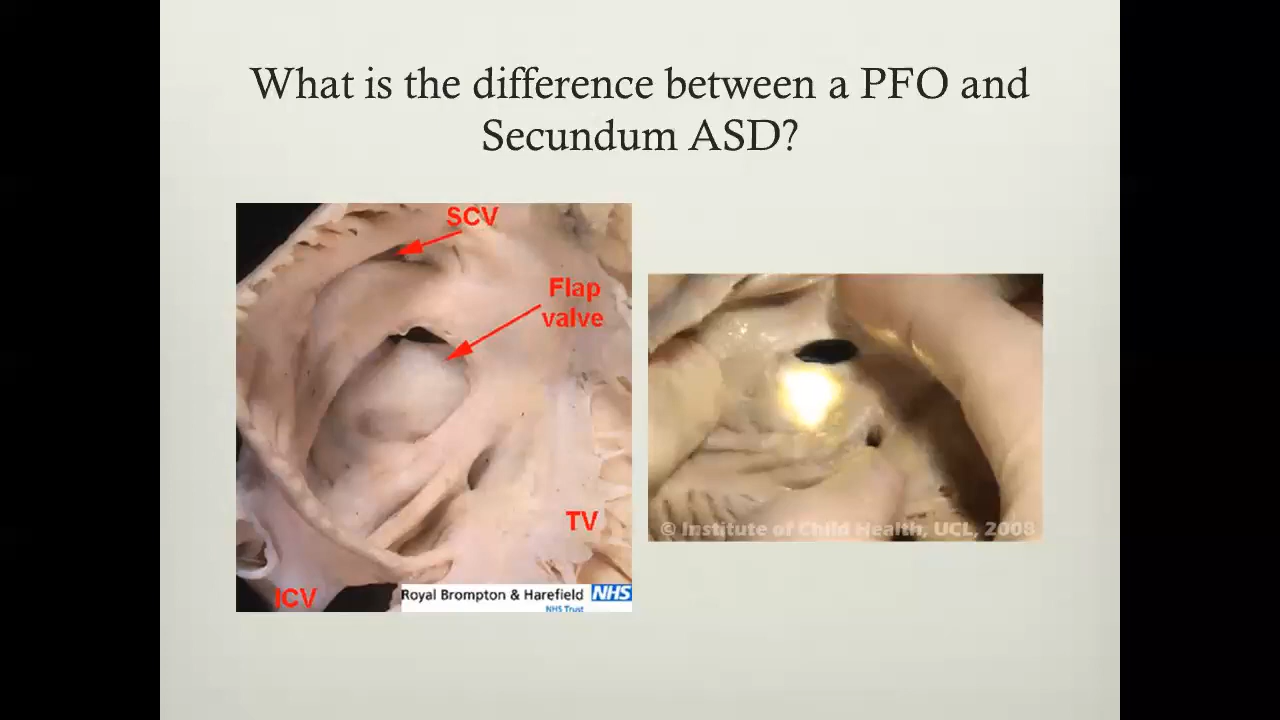 What is the difference between a PFO and
Secundum ASD?
SCV
Flap
valve
TV
ICV
Royal Brompton & Harefield NHS
NHS Trust
© Institute of Child Health, UCL, 2008